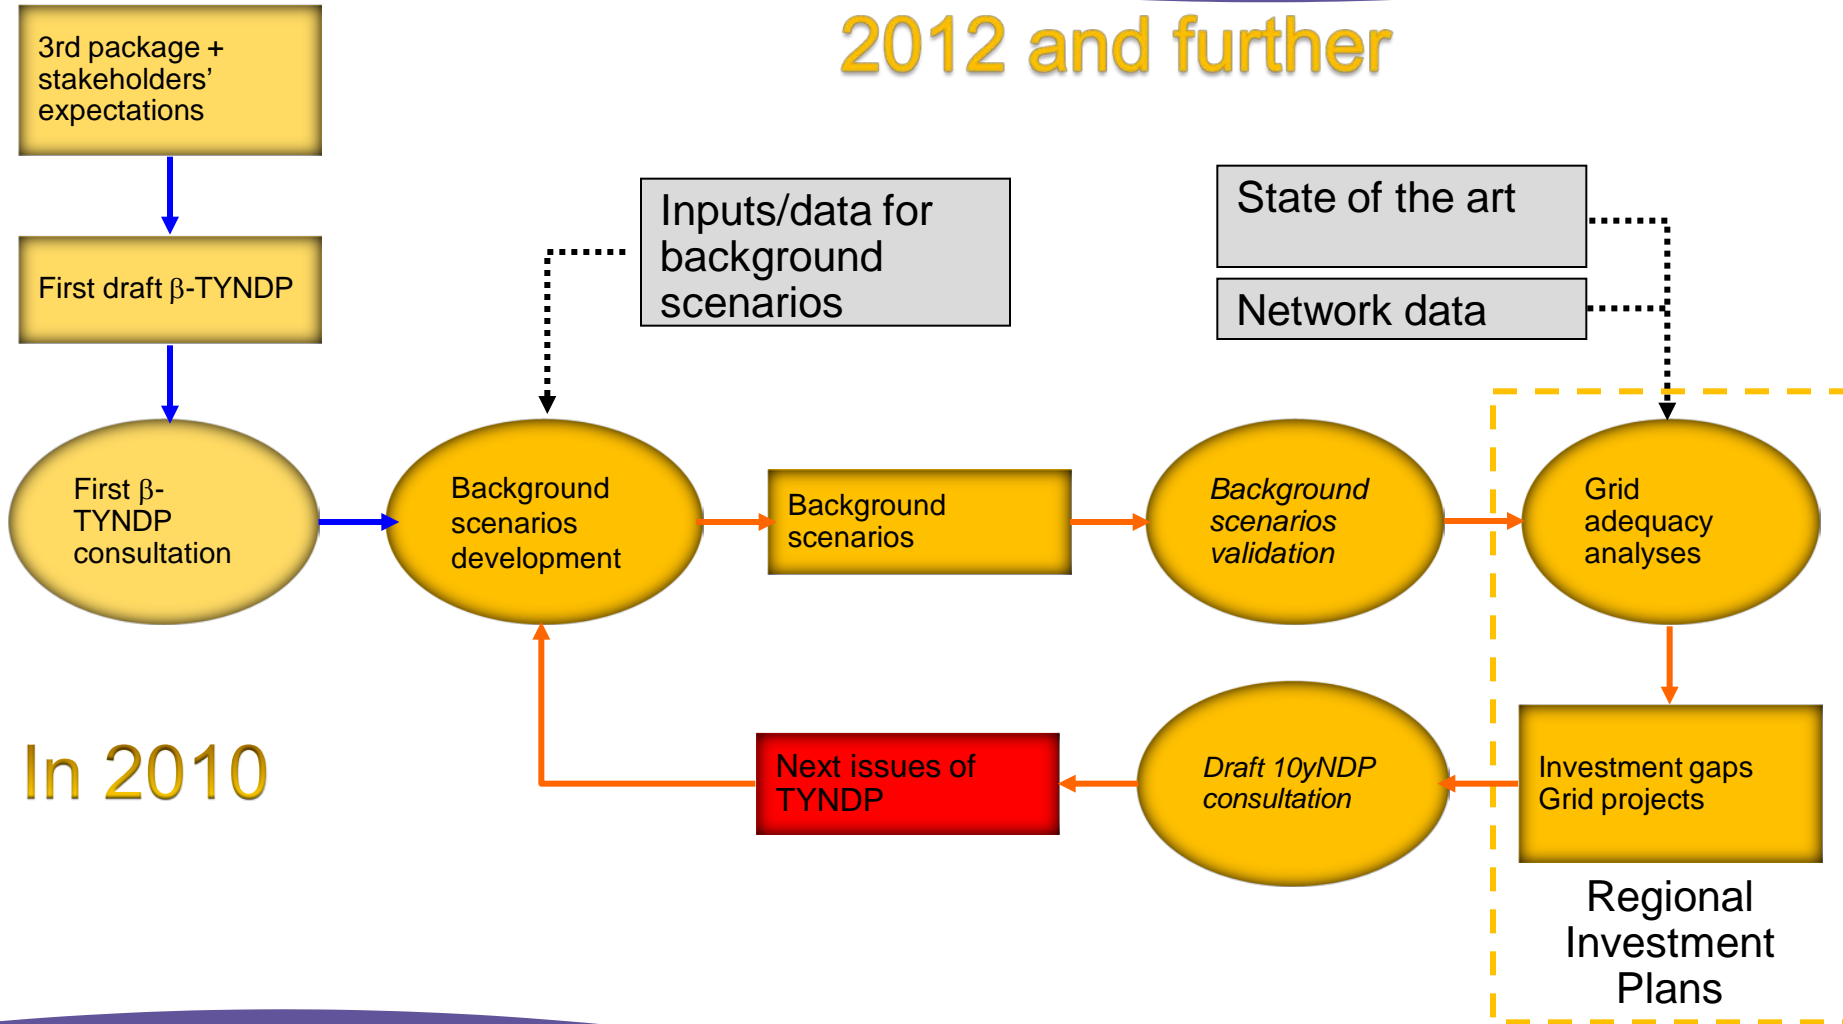 2012 and further
3rd package +
stakeholders’
expectations
First draft β-TYNDP
Inputs/data for
background
scenarios
State of the art
Network data
First β-
TYNDP
consultation
Background
scenarios
development
Background
scenarios
Background
scenarios
validation
Grid
adequacy
analyses
In 2010
Next issues of
TYNDP
Draft 10yNDP
consultation
Investment gaps
Grid projects
Regional
Investment
Plans